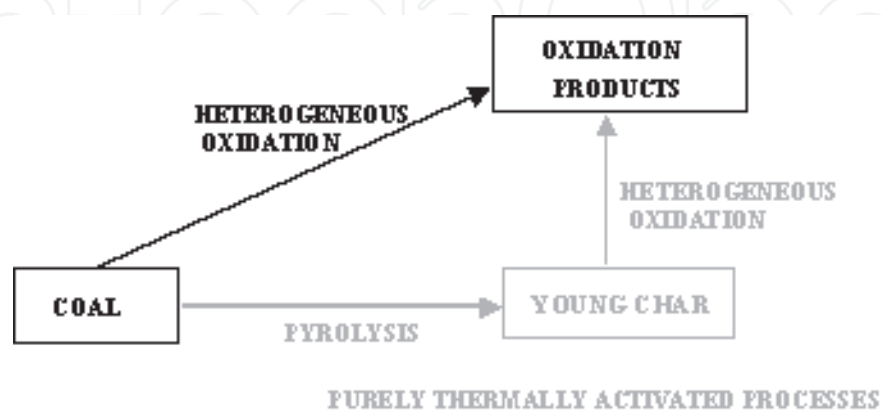 OXIDATION
PRODUCTS
HETEROGENEOUS
OXIDATION
HETEROGENEOUS
OXIDATION
COAL
YOUNG CHAR
PYROLYSIS
PURELY THERMALLY ACTIVATED PROCESSES